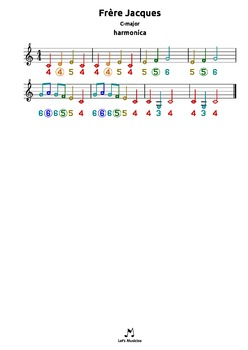 Frère Jacques
C-major
harmonica
4 ④ 5 4 4 ④ 5 4 5 ⑤ 6 5 ⑤ 6
6 ⑥ 6 ⑤ 5 4 6 ⑥ 6 ⑤ 5 4 4 3 4 4 3 4
Let's Musicize